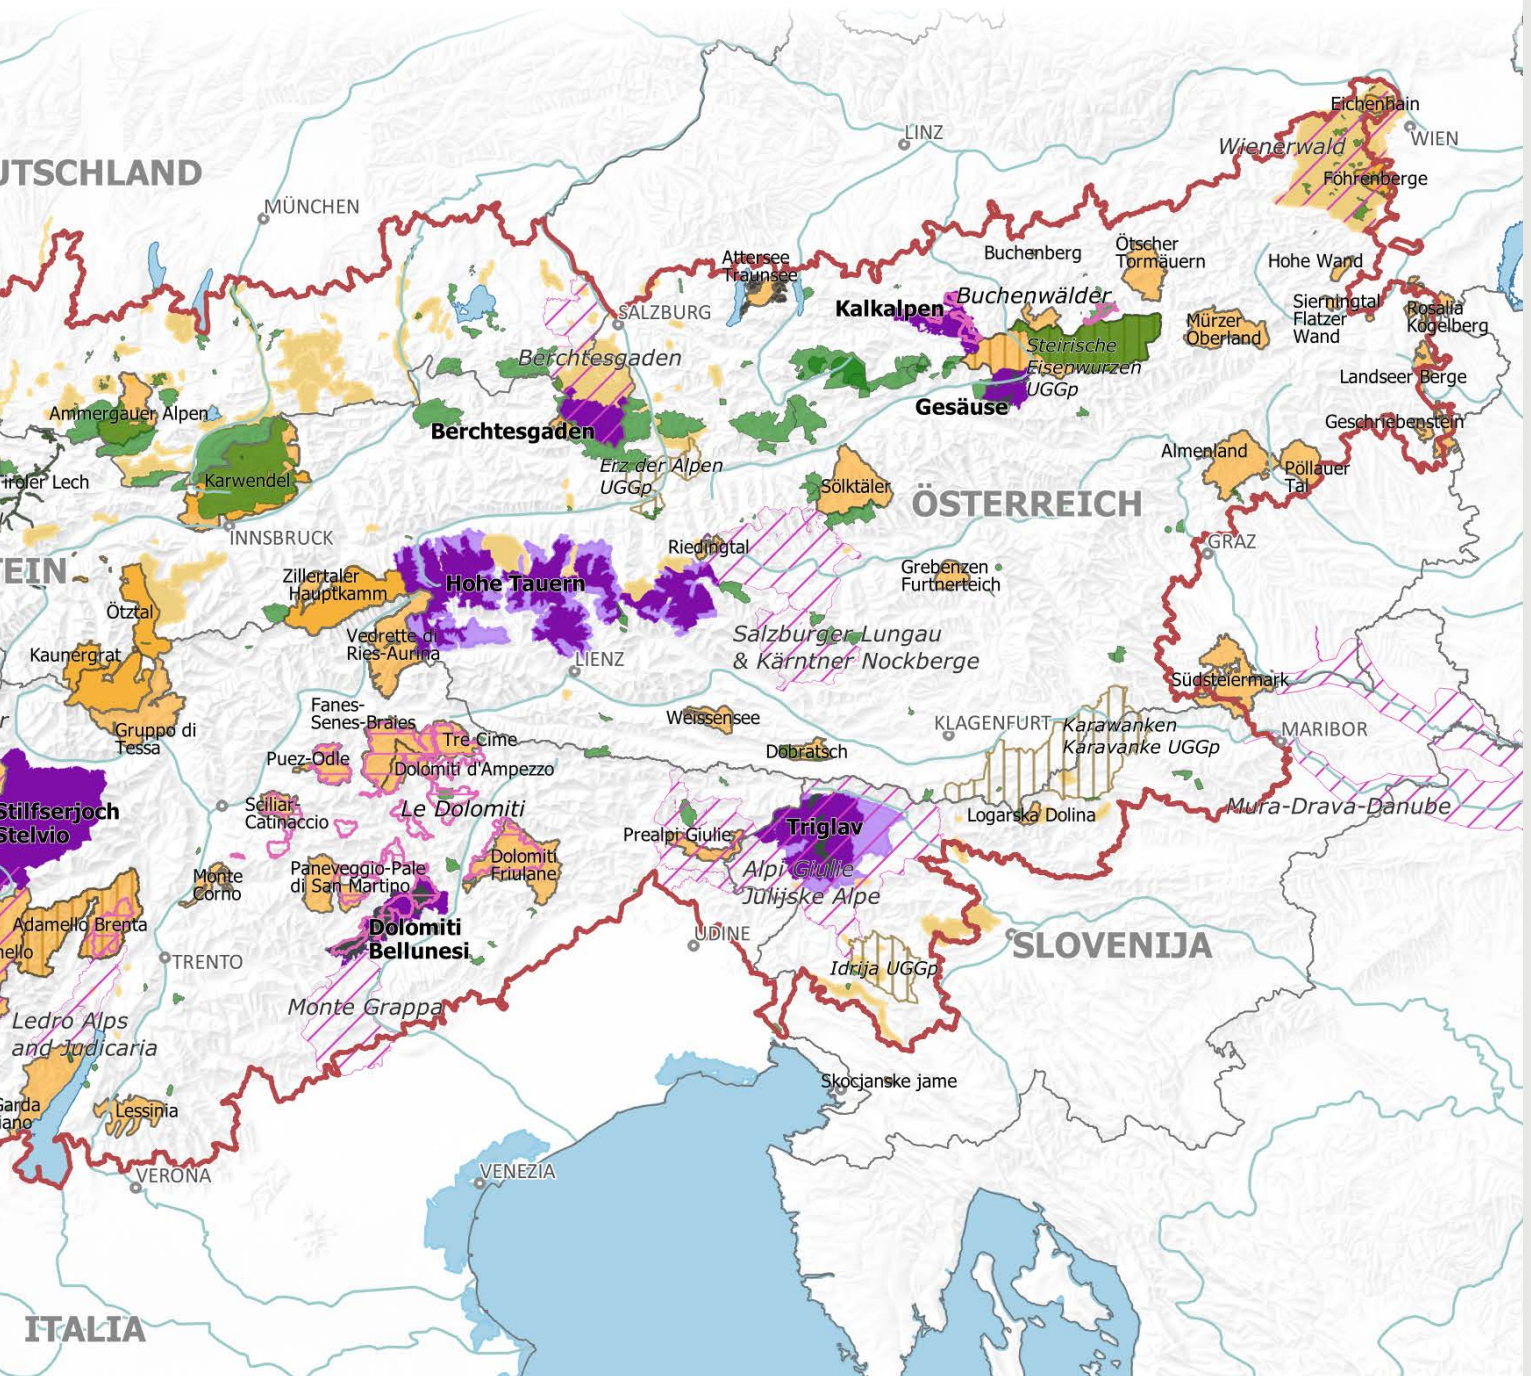 Eichenhain
LINZ
WIEN
Wienerwald
UTSCHLAND
Föhrenberge
MÜNCHEN
Ötscher
Tormäuern
Buchenberg
Attersee
Traunsee
Hohe Wand
Buchenwälder
Kalkalpen
Sierningtal
Flatzer
Wand
Rosalia
Kogelberg
SALZBURG
Mürzer
Oberland
Steirische
Eisenwurzen
UGGp
Berchtesgaden
Landseer Berge
Gesäuse
Ammergauer Alpen
Geschriebenstein
Berchtesgaden
Almenland
Erz der Alpen
UGGp
Pöllauer
Tal
Karwendel
Tiroler Lech
Sölktäler
ÖSTERREICH
INNSBRUCK
GRAZ
Riedingtal
TEIN
Zillertaler
Hauptkamm
Hohe Tauern
Grebenzen
Furtnerteich
Ötztal
Vedrette di
Ries-Aurina
Salzburger Lungau
& Kärntner Nockberge
Kaunergrat
LIENZ
Südsteiermark
Fanes-
Senes-Braies
Weissensee
KLAGENFURT
Karawanken
Karavanke UGGp
MARIBOR
Gruppo di
Tessa
Tre Cime
Puez-Odle
Dobratsch
Dolomiti d'Ampezzo
Stilfserjoch
Stelvio
Sciliar-
Catinaccio
Le Dolomiti
Mura-Drava-Danube
Logarska Dolina
Triglav
Prealpi Giulie
Dolomiti
Friulane
Alpi Giulie
Julijske Alpe
Monte
Corno
Paneveggio-Pale
di San Martino
Adamello Brenta
Dolomiti
Bellunesi
UDINE
SLOVENIJA
TRENTO
Idrija UGGp
Monte Grappa
Ledro Alps
and Judicaria
Skocjanske jame
Garda
Lessinia
VERONA
VENEZIA
ITALIA